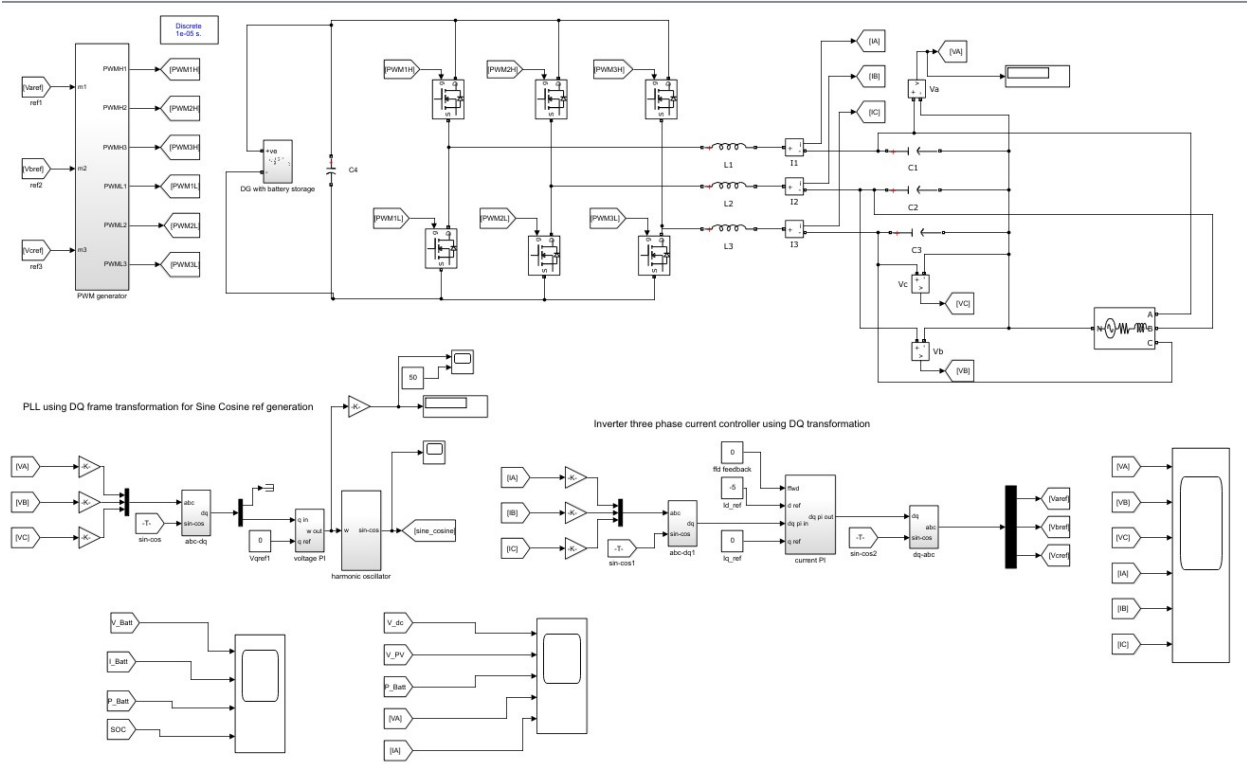 Discrete
1e-05 s.
[Varef]
ref1
[Vbref]
ref2
[Vcref]
ref3
m1
m2
m3
PWMH1
PWMH2
PWMH3
PWML1
PWML2
PWML3
PWM generator
[PWM1H]
[PWM2H]
[PWM3H]
[PWM1L]
[PWM2L]
[PWM3L]
+ve
-
DG with battery storage
C4
[PWM1H]
[PWM2H]
[PWM3H]
[PWM1L]
[PWM2L]
[PWM3L]
L1
L2
L3
I1
I2
I3
[IA]
[IB]
[IC]
[VA]
Va
C1
C2
C3
Vc
[VC]
Vb
[VB]
N
A
B
C
PLL using DQ frame transformation for Sine Cosine ref generation
50
-K-
[VA]
[VB]
[VC]
-K-
-K-
-K-
-T-
sin-cos
abc
dq
sin-cos
abc-dq
0
Vqref1
q in
w out
q ref
voltage PI
w
sin-cos
harmonic oscillator
[sine_cosine]
Inverter three phase current controller using DQ transformation
[IA]
[IB]
[IC]
-K-
-K-
-K-
-T-
sin-cos1
abc
dq
sin-cos
abc-dq1
0
ffd feedback
-5
Id_ref
0
Iq_ref
ffwd
d ref
dq pi in
q ref
dq pi out
current PI
-T-
sin-cos2
dq
abc
sin-cos
dq-abc
[Varef]
[Vbref]
[Vcref]
[VA]
[VB]
[VC]
[IA]
[IB]
[IC]
V_Batt
I_Batt
P_Batt
SOC
V_dc
V_PV
P_Batt
[VA]
[IA]